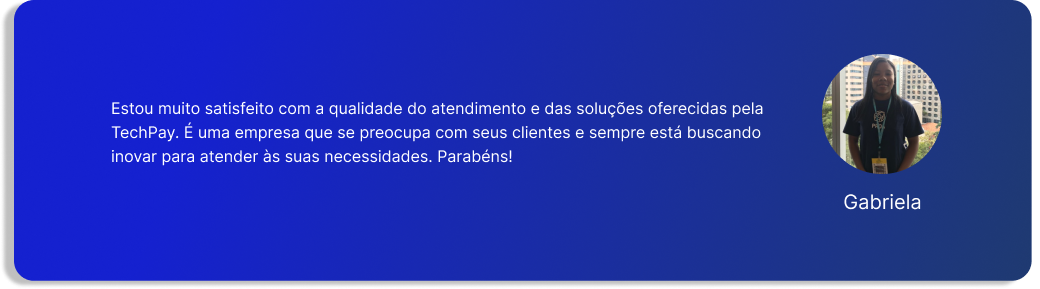 Estou muito satisfeito com a qualidade do atendimento e das soluções oferecidas pela
TechPay. É uma empresa que se preocupa com seus clientes e sempre está buscando
inovar para atender às suas necessidades. Parabéns!
Gabriela